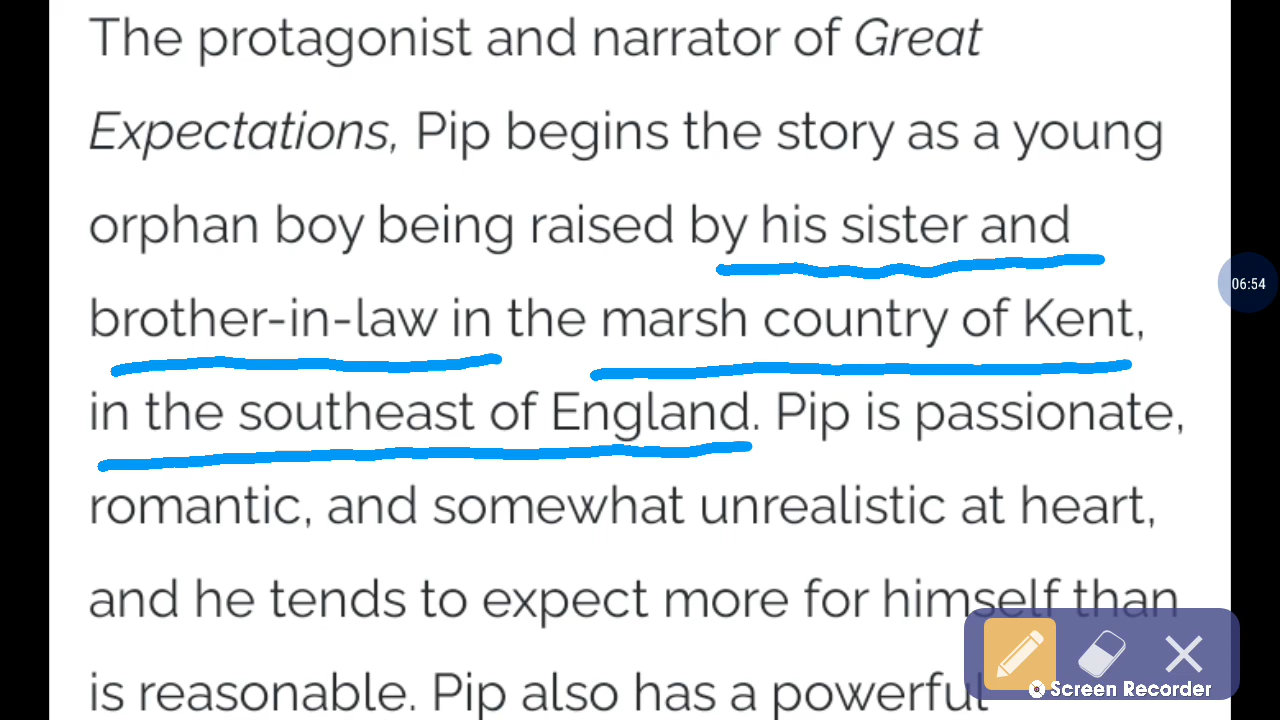 The protagonist and narrator of Great
Expectations, Pip begins the story as a young
orphan boy being raised by his sister and
brother-in-law in the marsh country of Kent,
in the southeast of England. Pip is passionate,
romantic, and somewhat unrealistic at heart,
and he tends to expect more for himself than
is reasonable. Pip also has a powerful
06:54
Screen Recorder